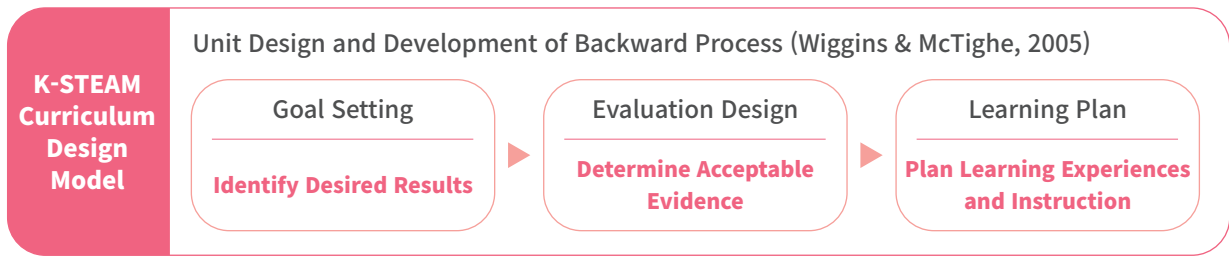 K-STEAM
Curriculum
Design
Model
Unit Design and Development of Backward Process (Wiggins & McTighe, 2005)
Goal Setting
Identify Desired Results
Evaluation Design
Determine Acceptable
Evidence
Learning Plan
Plan Learning Experiences
and Instruction